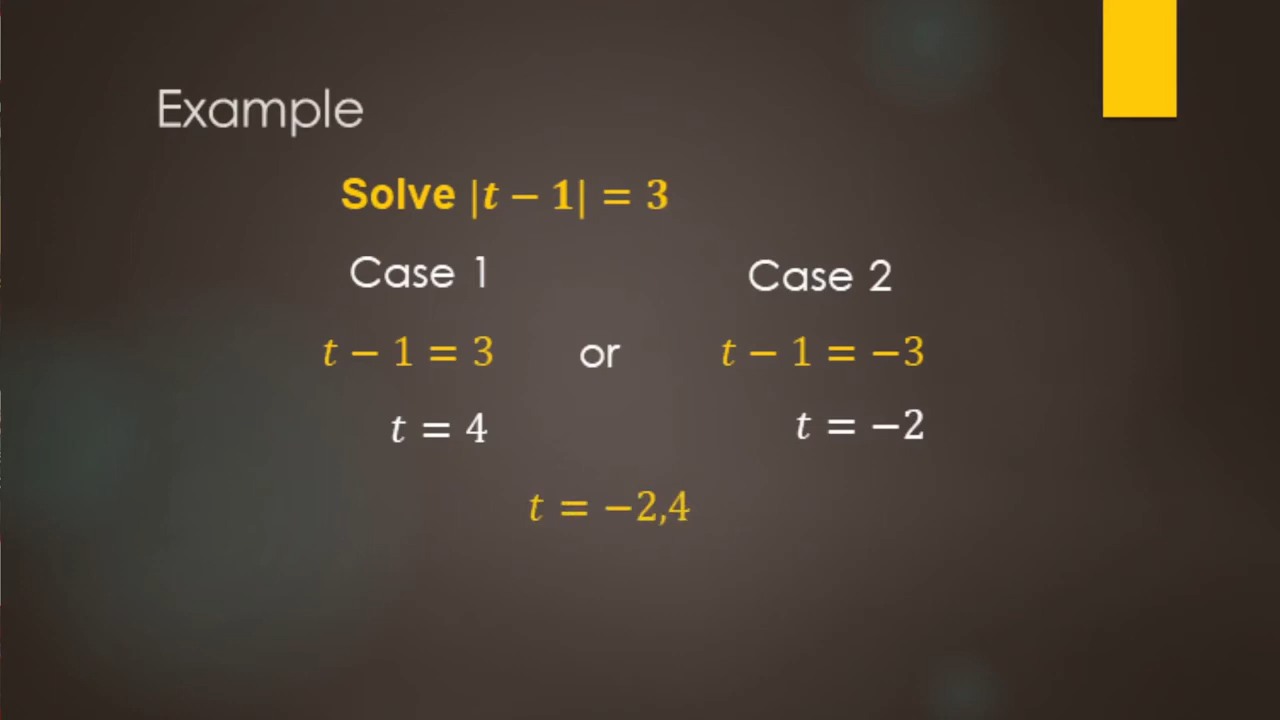 Example
Solve |t − 1| = 3
Case 1 Case 2
t − 1 = 3 or t − 1 = −3
t = 4 t = −2
t = −2,4